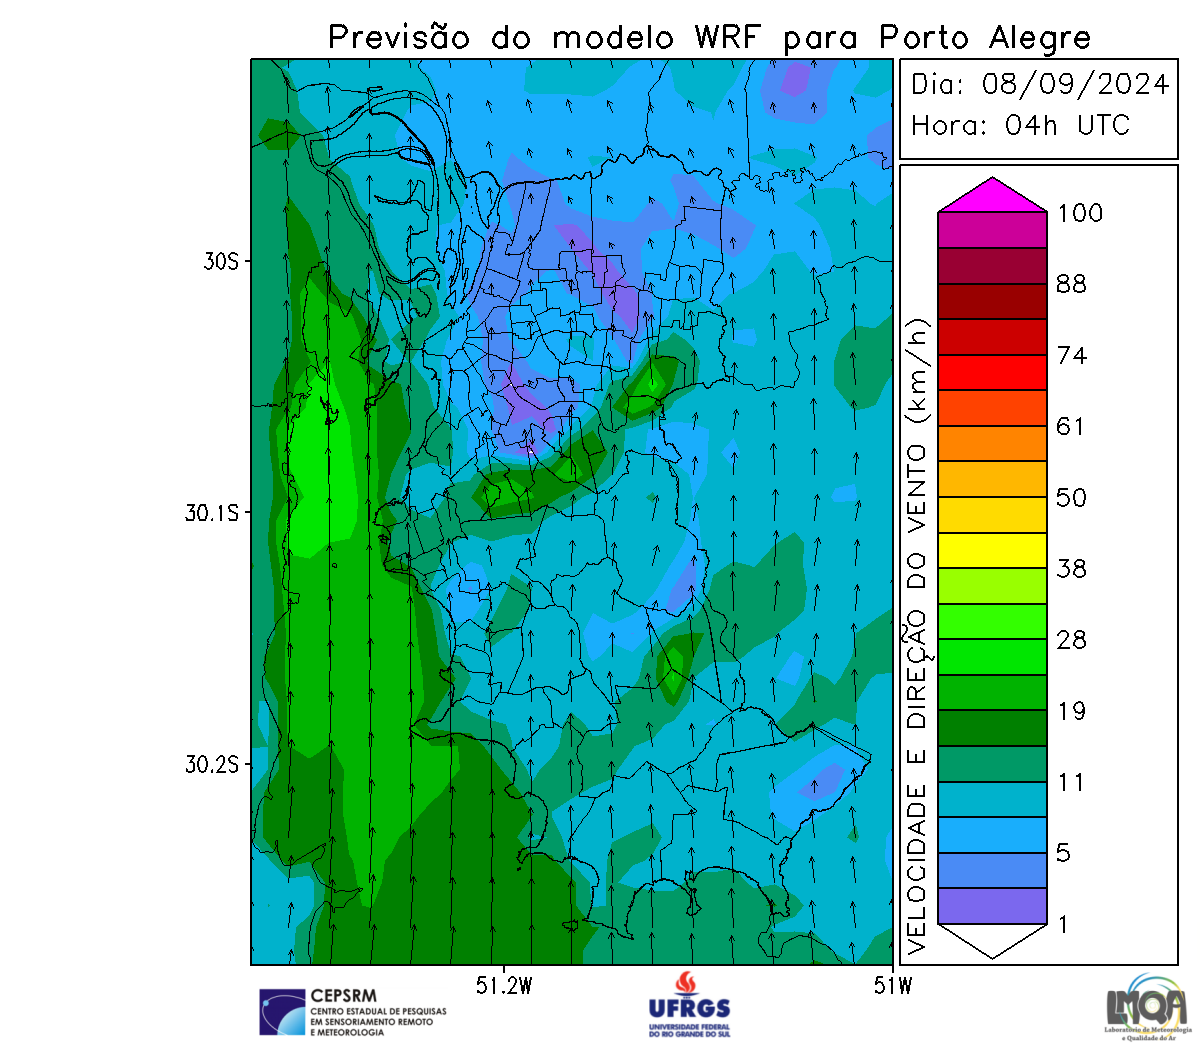 Previsão do modelo WRF para Porto Alegre
Dia: 08/09/2024
Hora: 04h UTC
30S
30.1S
30.2S
51.2W
51W
VELOCIDADE E DIREÇÃO DO VENTO (km/h)
100
88
74
61
50
38
28
19
11
5
1
CEPSRM
CENTRO ESTADUAL DE PESQUISAS
EM SENSORIAMENTO REMOTO
E METEOROLOGIA
UFRGS
UNIVERSIDADE FEDERAL
DO RIO GRANDE DO SUL
LMQA
Laboratório de Meteorologia
e Qualidade do Ar